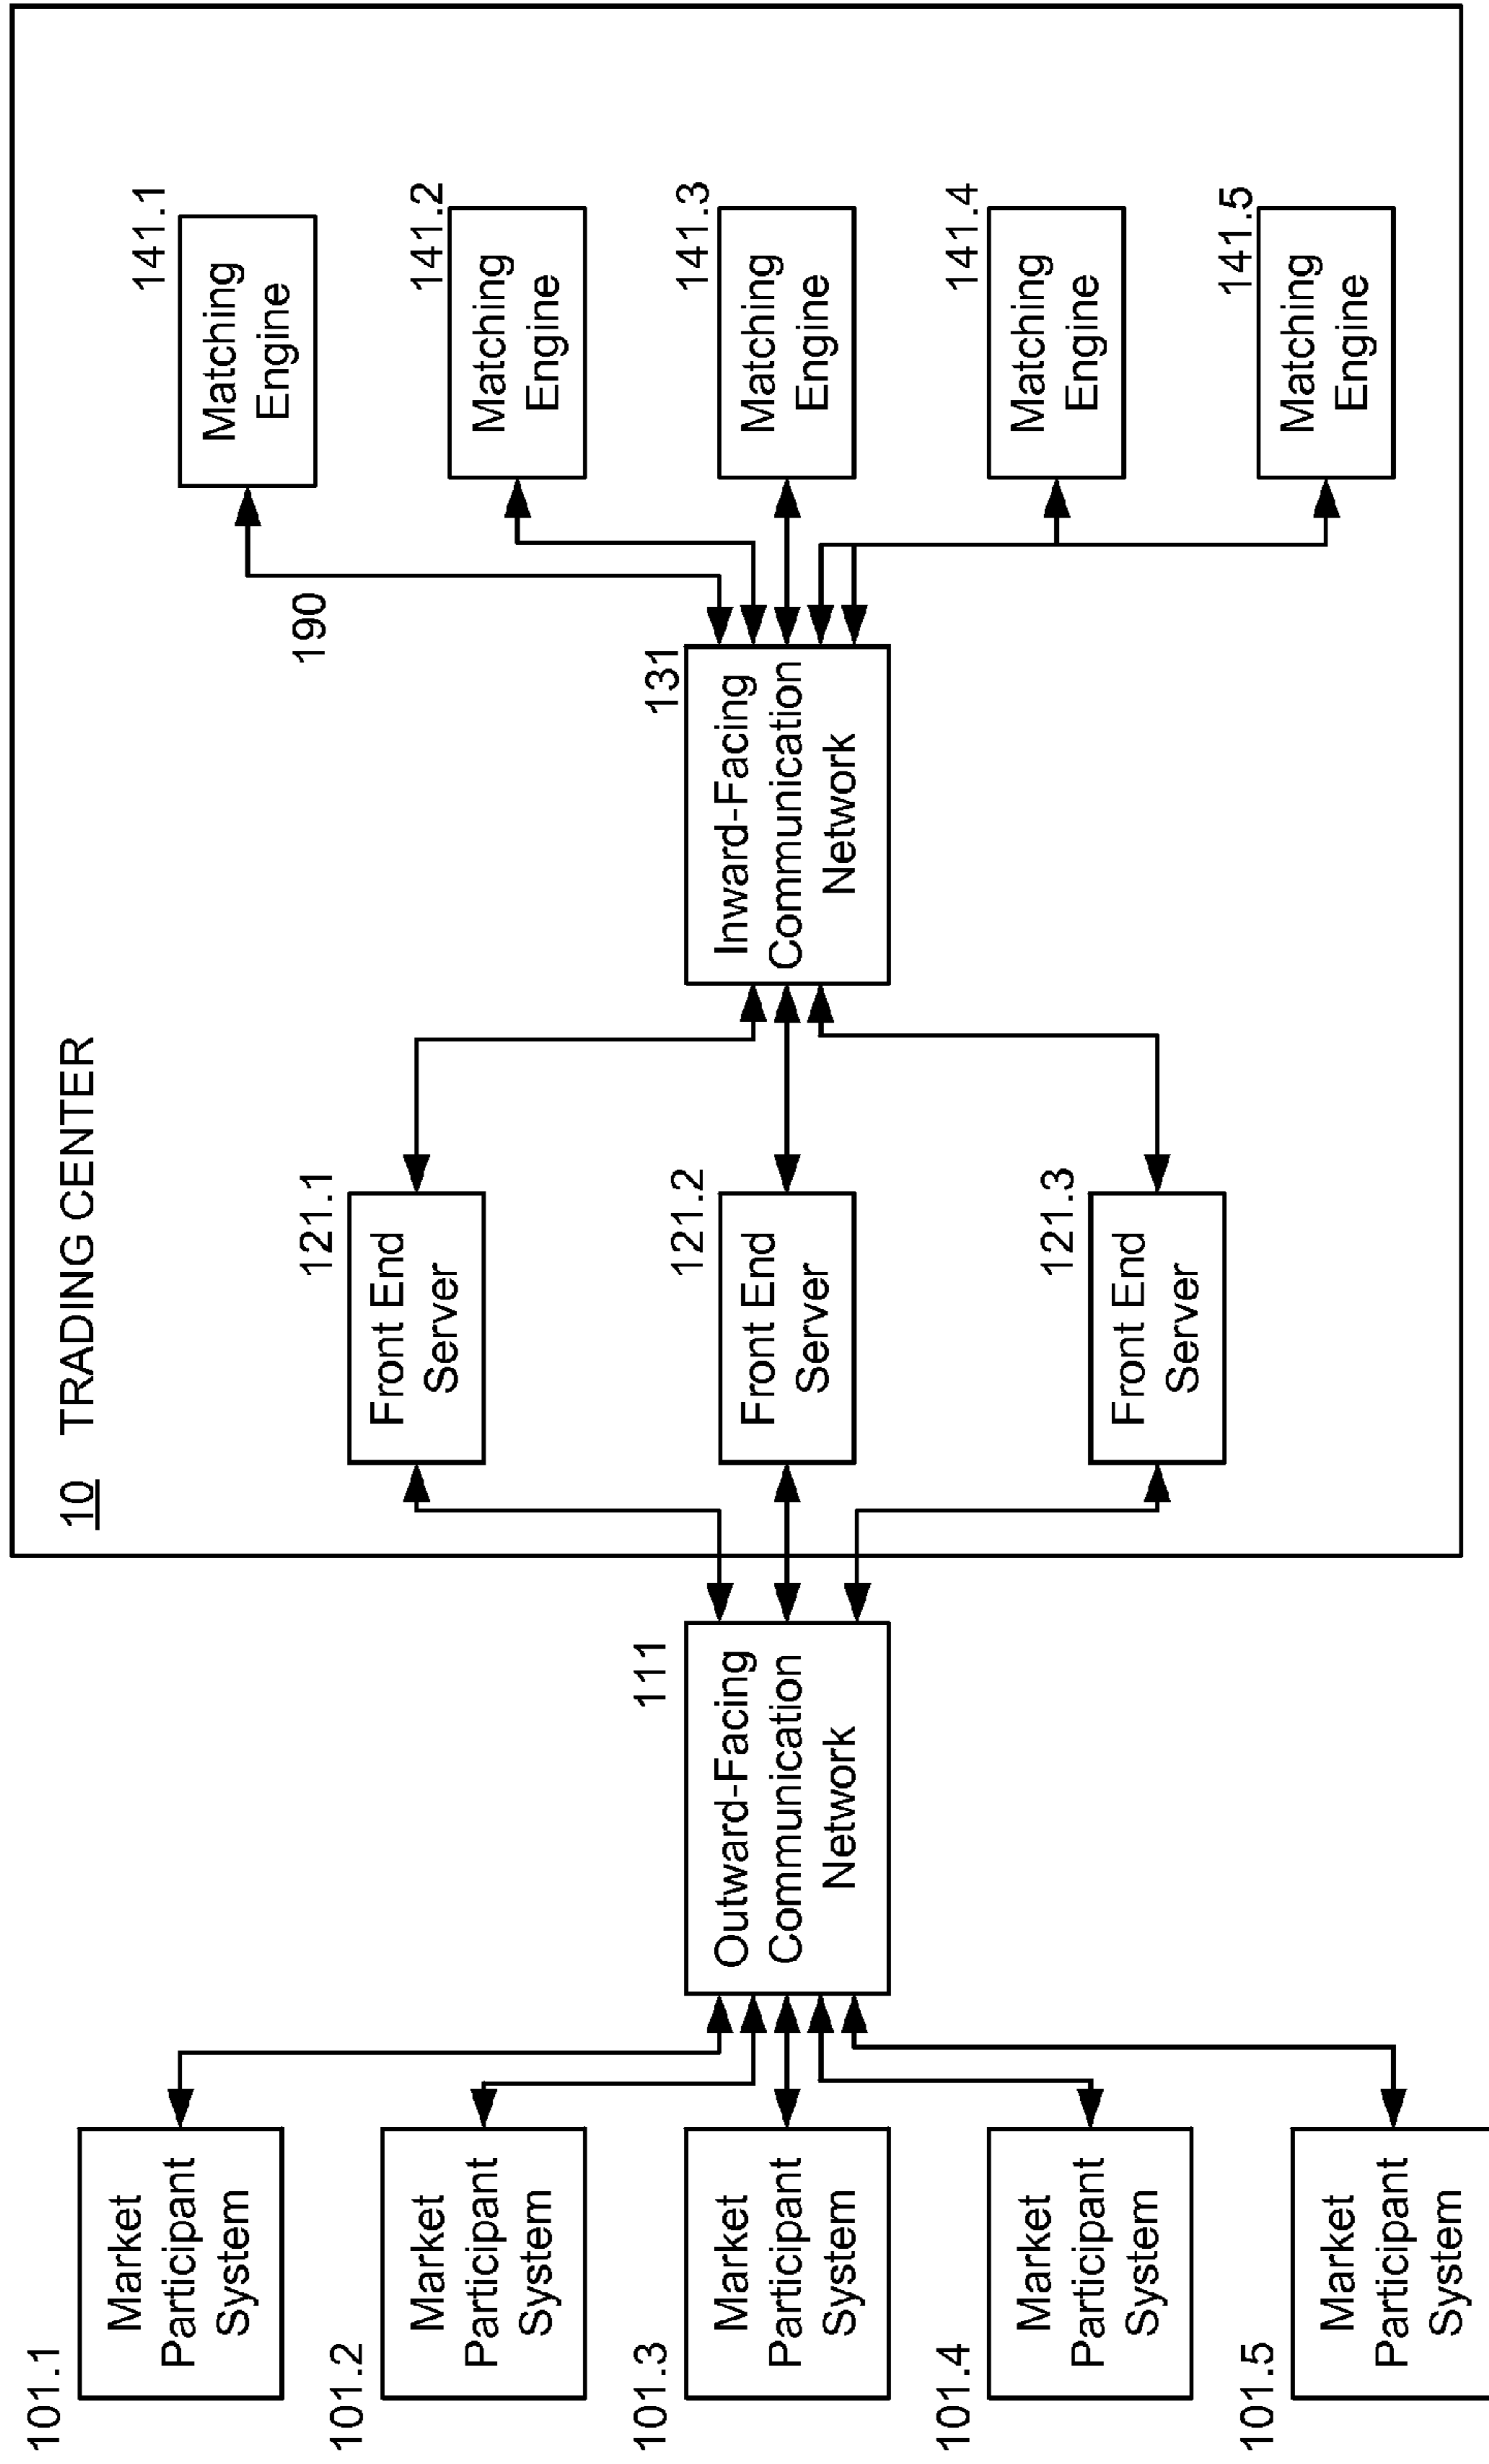 10 TRADING CENTER
101.1
Market
Participant
System
101.2
Market
Participant
System
101.3
Market
Participant
System
101.4
Market
Participant
System
101.5
Market
Participant
System
111
Outward-Facing
Communication
Network
121.1
Front End
Server
121.2
Front End
Server
121.3
Front End
Server
131
Inward-Facing
Communication
Network
190
141.1
Matching
Engine
141.2
Matching
Engine
141.3
Matching
Engine
141.4
Matching
Engine
141.5
Matching
Engine